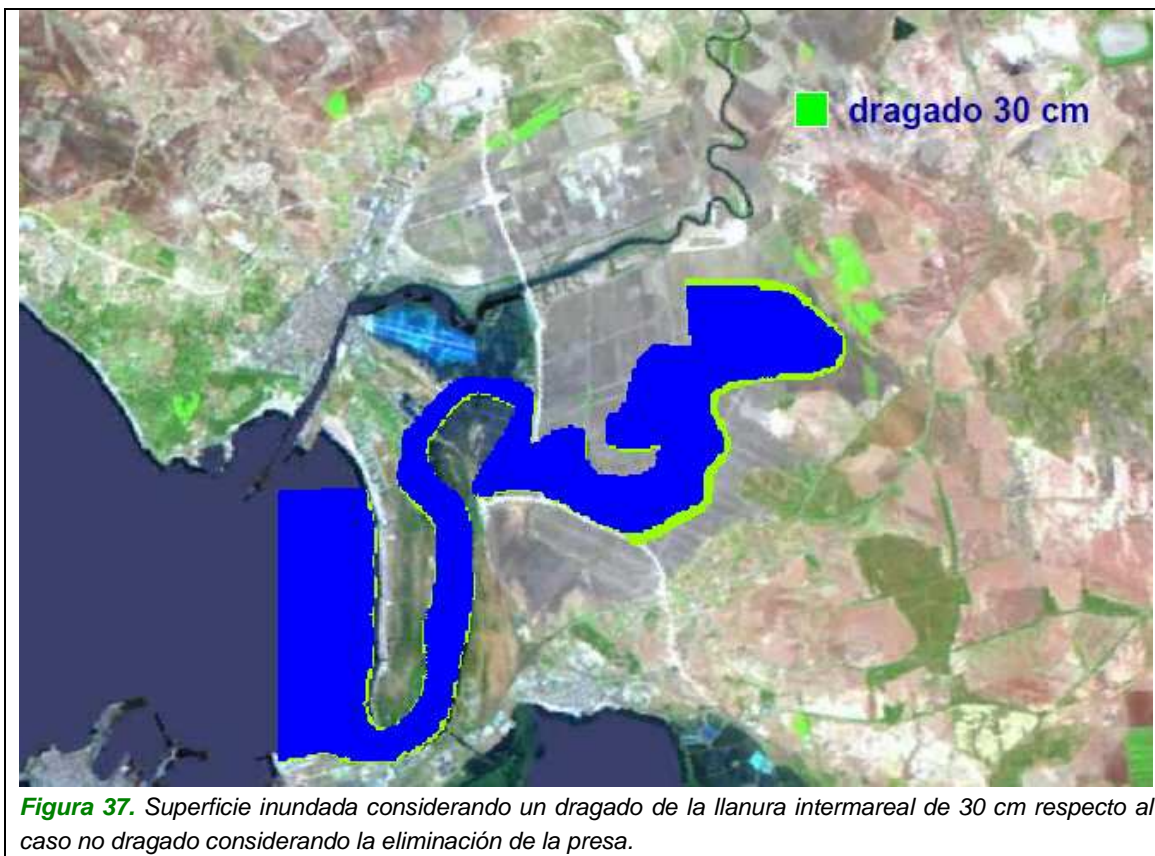 dragado 30 cm
Figura 37. Superficie inundada considerando un dragado de la llanura intermareal de 30 cm respecto al
caso no dragado considerando la eliminación de la presa.